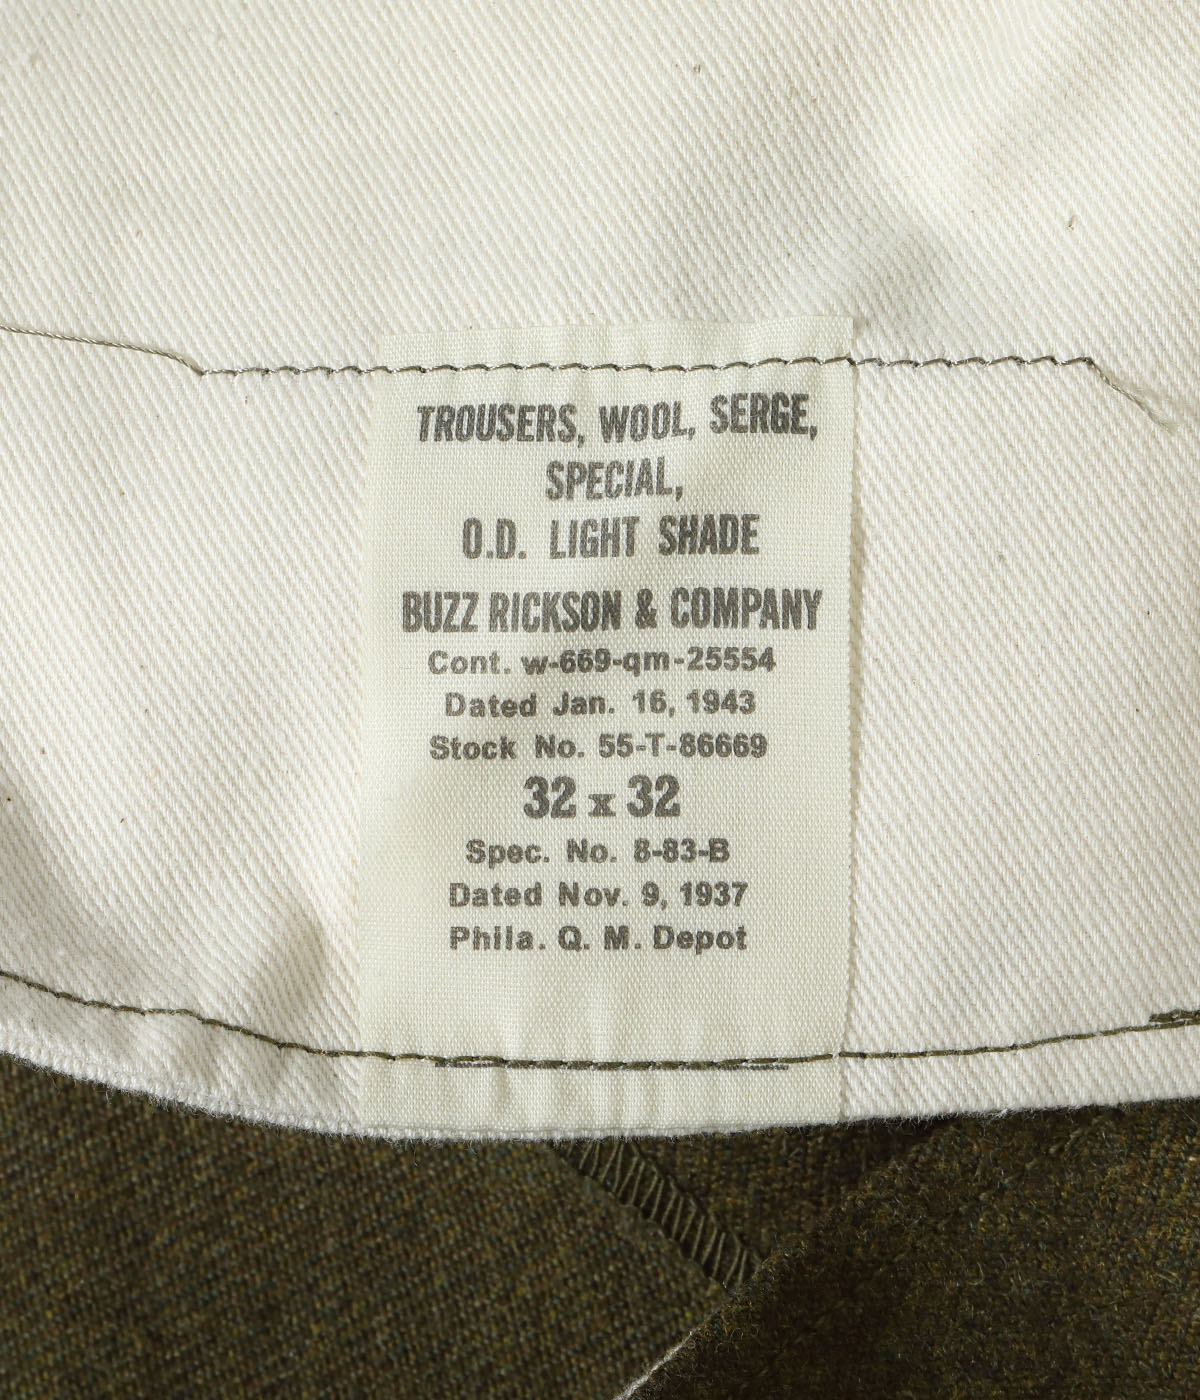 TROUSERS, WOOL, SERGE,
SPECIAL,
O.D. LIGHT SHADE
BUZZ RICKSON & COMPANY
Cont. w-669-qm-25554
Dated Jan. 16, 1943
Stock No. 55-T-86669
32 x 32
Spec. No. 8-83-B
Dated Nov. 9, 1937
Phila. Q. M. Depot